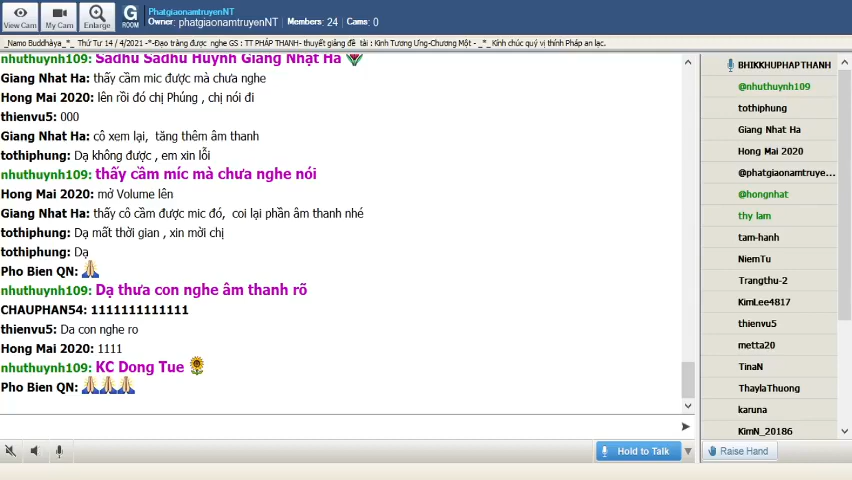 PhatgiaonamtruyenNT
Owner: phatgiaonamtruyenNT | Members: 24 | Cams: 0
View Cam
My Cam
Enlarge
G
ROOM
_Namo Buddhàya_*_ Thứ Tư 14 / 4/2021 -*-Đạo tràng được nghe GS : TT PHÁP THANH- thuyết giảng đề tài : Kinh Tương Ưng-Chương Một - _*_ Kính chúc quý vị thính Pháp an lạc.
nhuthuynh109: Sadhu Sadhu Huynh Giang Nhật Hà
Giang Nhat Ha: thấy cầm mic được mà chưa nghe
Hong Mai 2020: lên rồi đó chị Phúng , chị nói đi
thienvu5: 000
Giang Nhat Ha: cô xem lại, tăng thêm âm thanh
tothiphung: Dạ không được , em xin lỗi
nhuthuynh109: thấy cầm míc mà chưa nghe nói
Hong Mai 2020: mở Volume lên
Giang Nhat Ha: thấy cô cầm được mic đó, coi lại phần âm thanh nhé
tothiphung: Dạ mất thời gian , xin mời chị
tothiphung: Dạ
Pho Bien QN:
nhuthuynh109: Dạ thưa con nghe âm thanh rõ
CHAUPHAN54: 1111111111111
thienvu5: Da con nghe ro
Hong Mai 2020: 1111
nhuthuynh109: KC Dong Tue
Pho Bien QN:
Hold to Talk
BHIKKHUPHAPTHANH
@nhuthuynh109
tothiphung
Giang Nhat Ha
Hong Mai 2020
@phatgiaonamtruye...
@hongnhat
thy lam
tam-hanh
NiemTu
Trangthu-2
KimLee4817
thienvu5
metta20
TinaN
ThaylaThuong
karuna
KimN_20186
Raise Hand